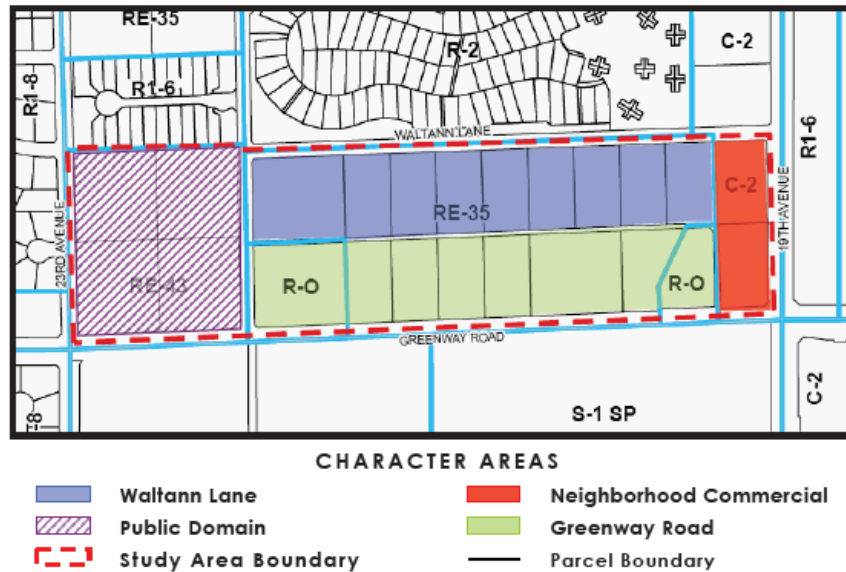 RE-35
R-2
C-2
R1-8
R1-6
WALTANN LANE
R1-6
C-2
RE-35
19TH AVENUE
23RD AVENUE
RE-43
R-O
R-O
GREENWAY ROAD
S-1 SP
C-2
-8
CHARACTER AREAS
Waltann Lane
Neighborhood Commercial
Public Domain
Greenway Road
Study Area Boundary
Parcel Boundary